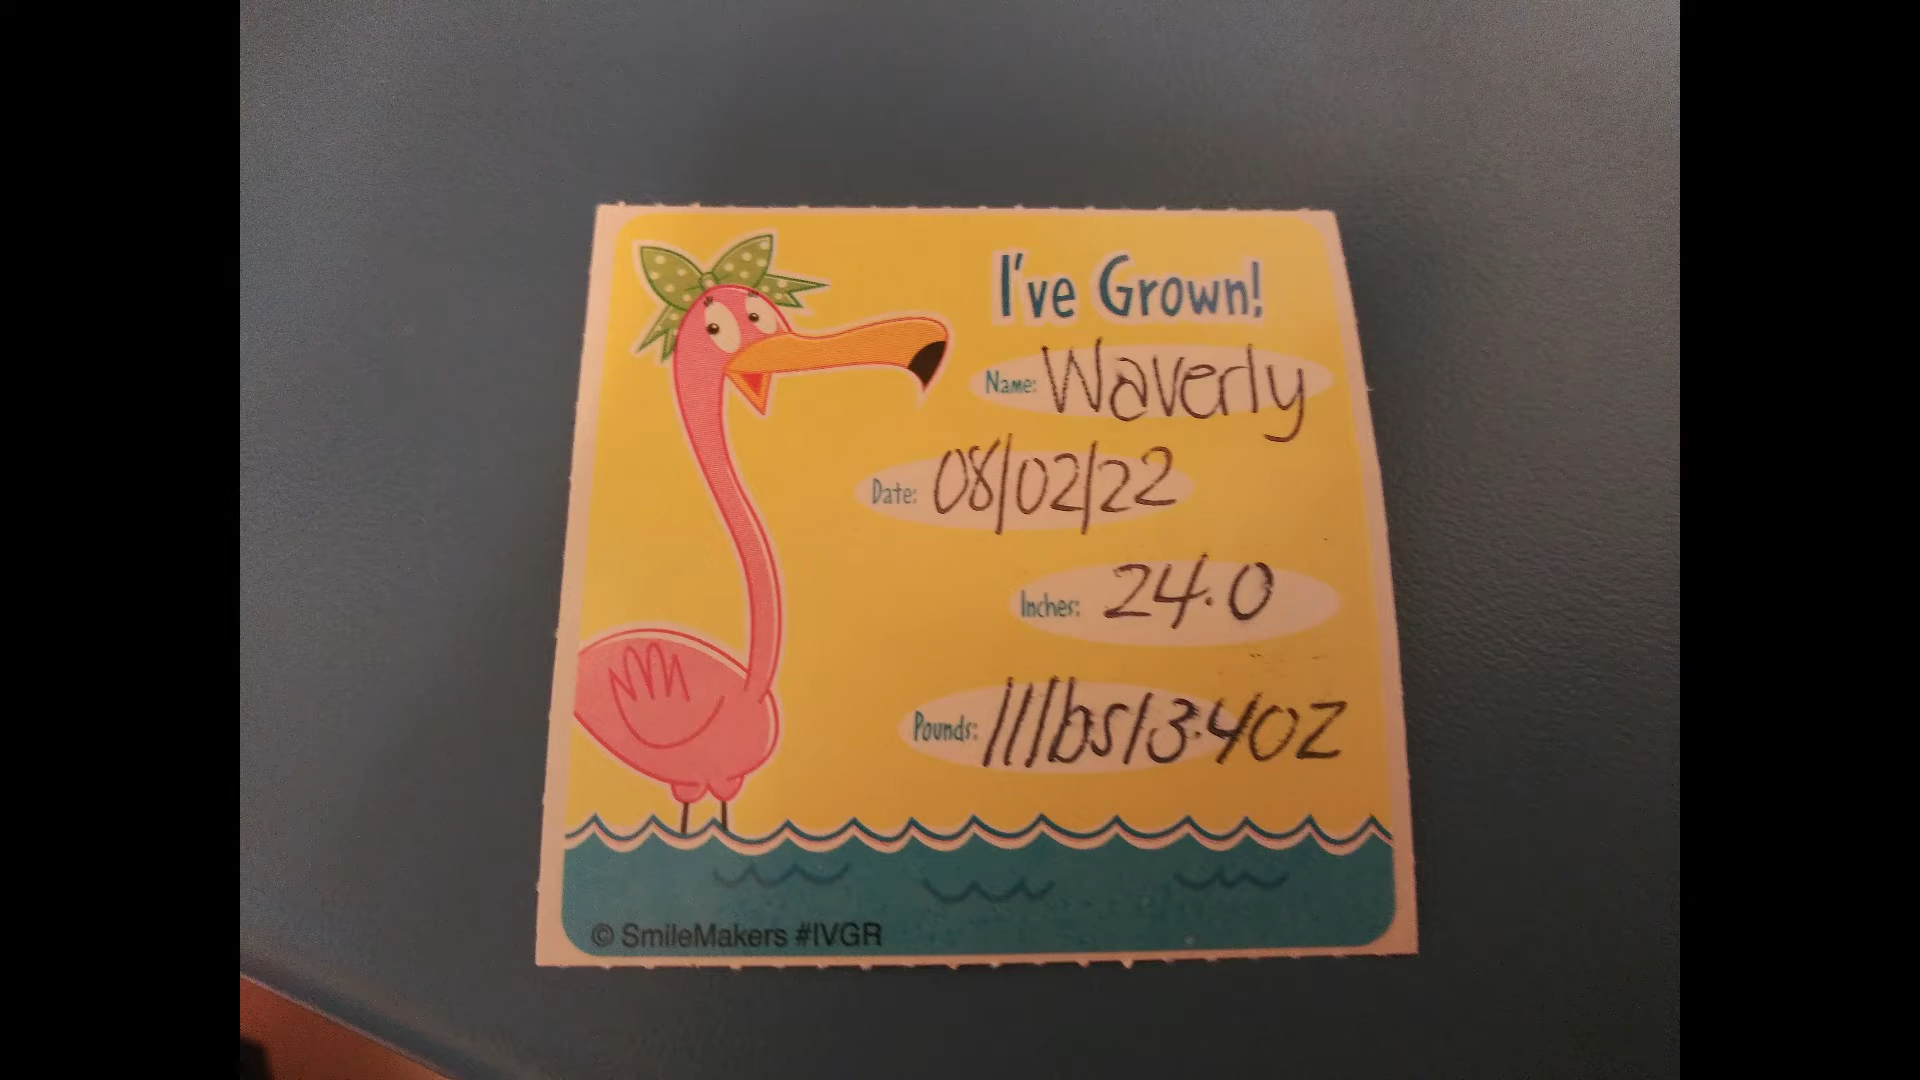 I've Grown!
Name: Waverly
Date: 08/02/22
Inches: 24.0
Pounds: 11lbs13.4oz
© SmileMakers #IVGR